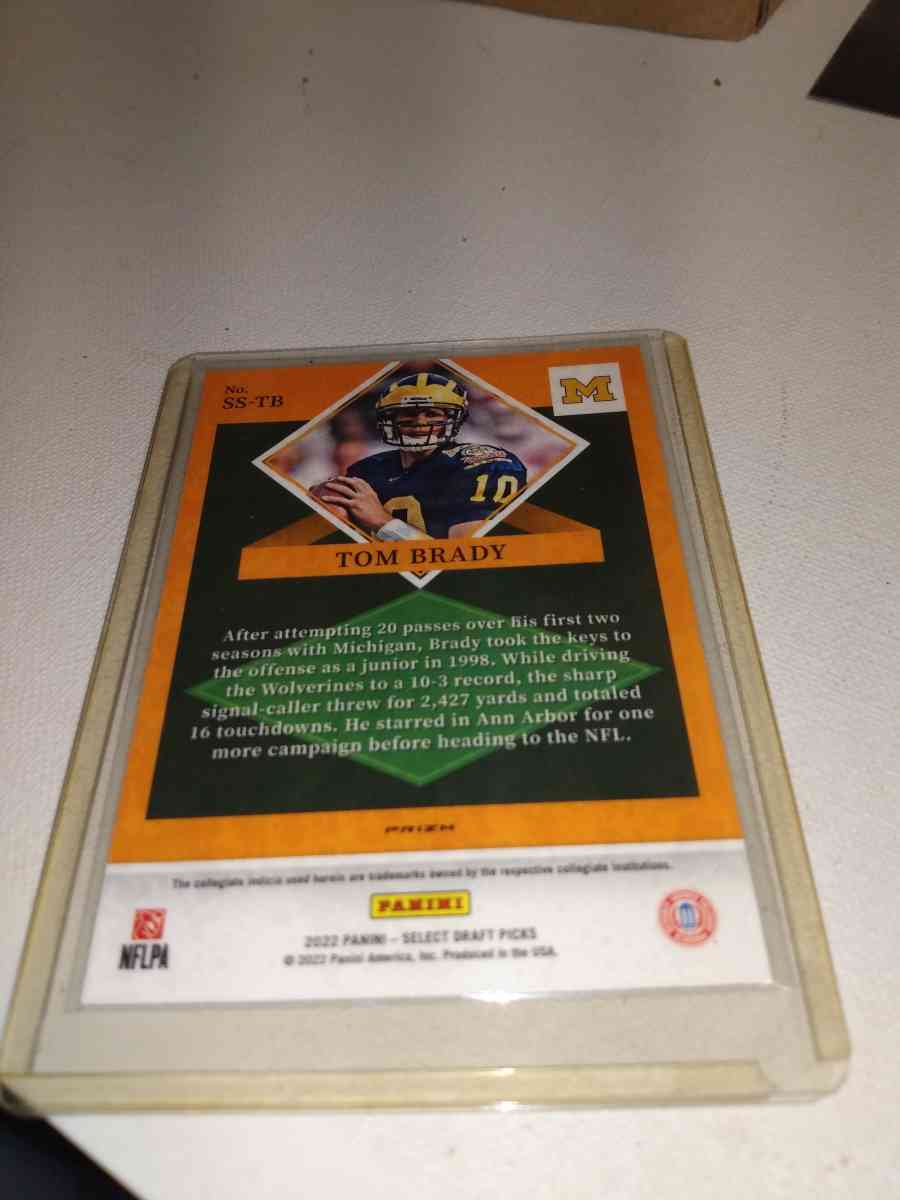 No.
SS-TB
M
10
TOM BRADY
After attempting 20 passes over his first two
seasons with Michigan, Brady took the keys to
the offense as a junior in 1998. While driving
the Wolverines to a 10-3 record, the sharp
signal-caller threw for 2,427 yards and totaled
16 touchdowns. He starred in Ann Arbor for one
more campaign before heading to the NFL.
PRIZM
The collegiate indicia used herein are trademarks owned by the respective collegiate institutions.
PANINI
NFLPA
2022 PANINI – SELECT DRAFT PICKS
© 2022 Panini America, Inc. Produced in the USA.